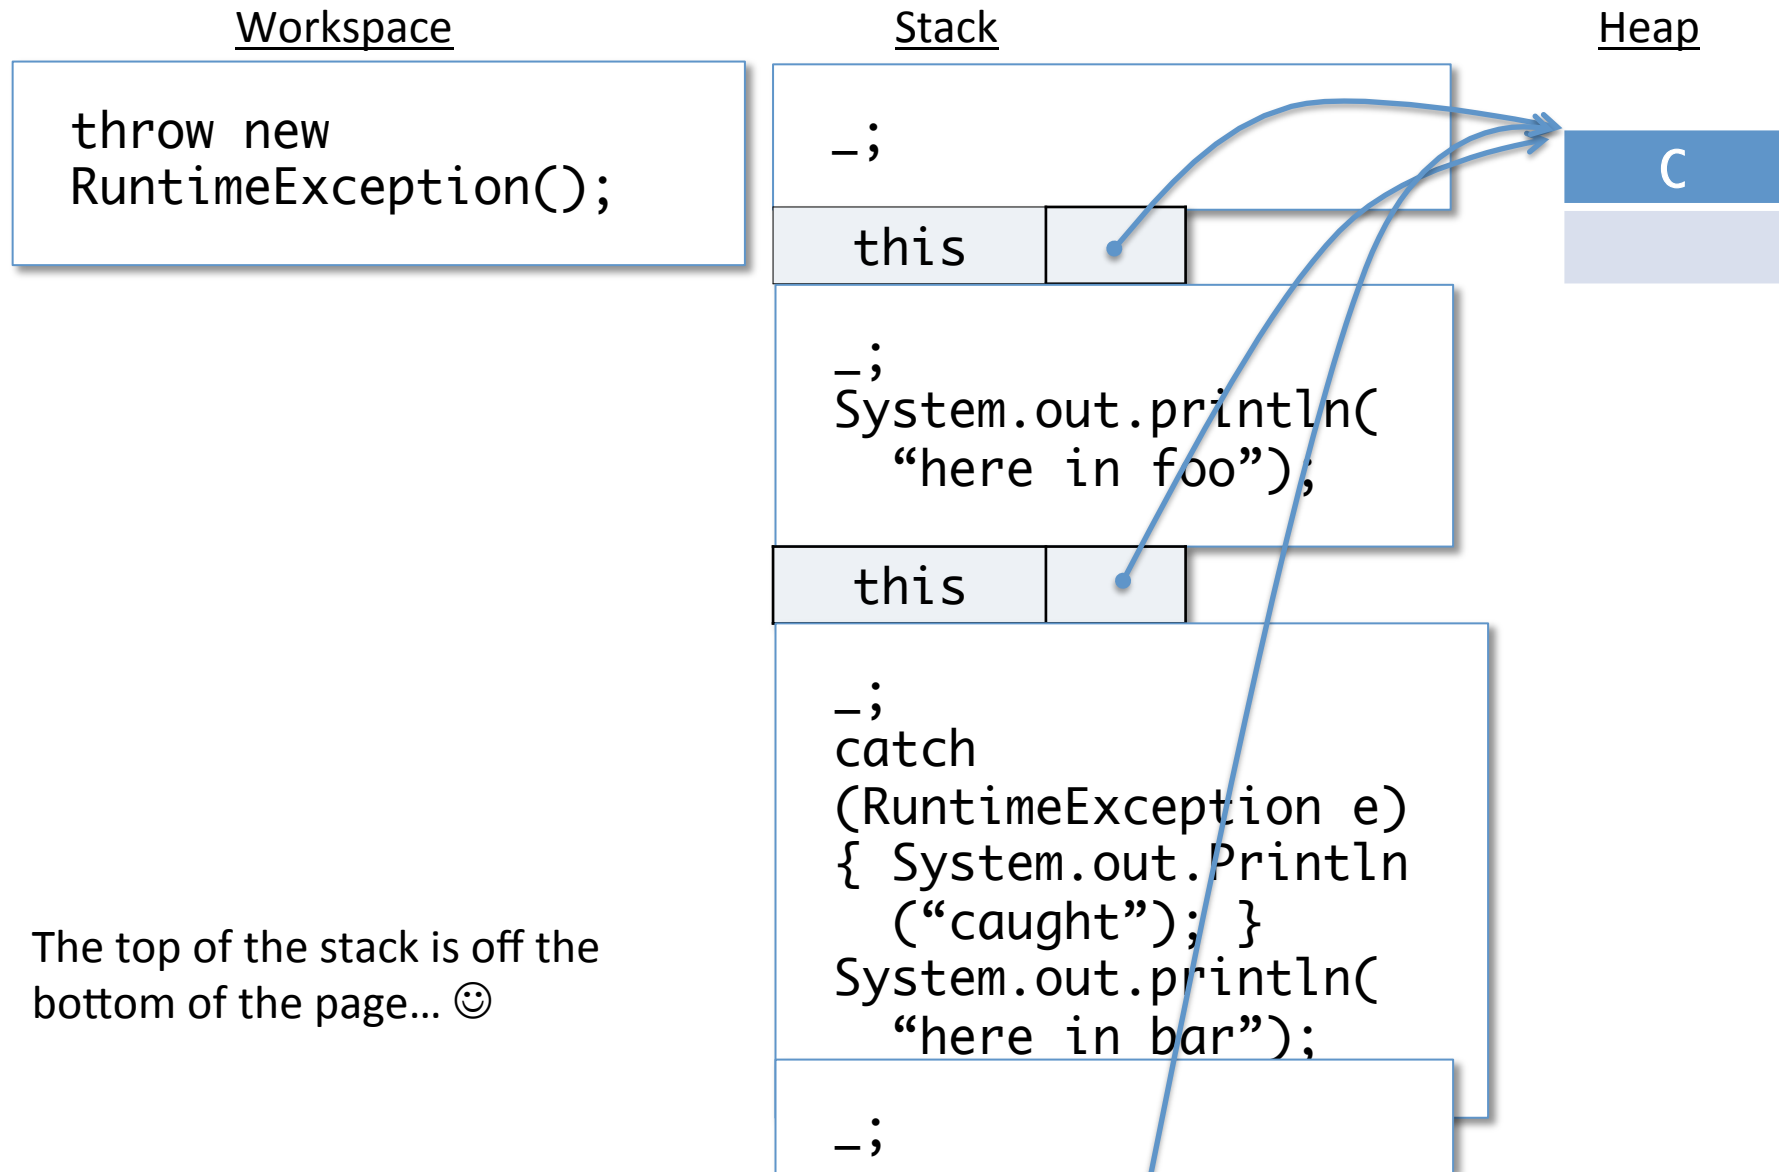 Workspace
Stack
Heap
throw new
RuntimeException();
_;
this
C
_;
System.out.println(
“here in foo”);
this
_;
catch
(RuntimeException e)
{ System.out.Println
(“caught”); }
System.out.println(
“here in bar”);
_;
The top of the stack is off the
bottom of the page... ☺